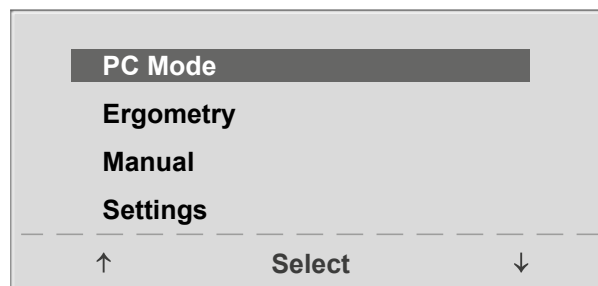 PC Mode
Ergometry
Manual
Settings
↑ Select ↓